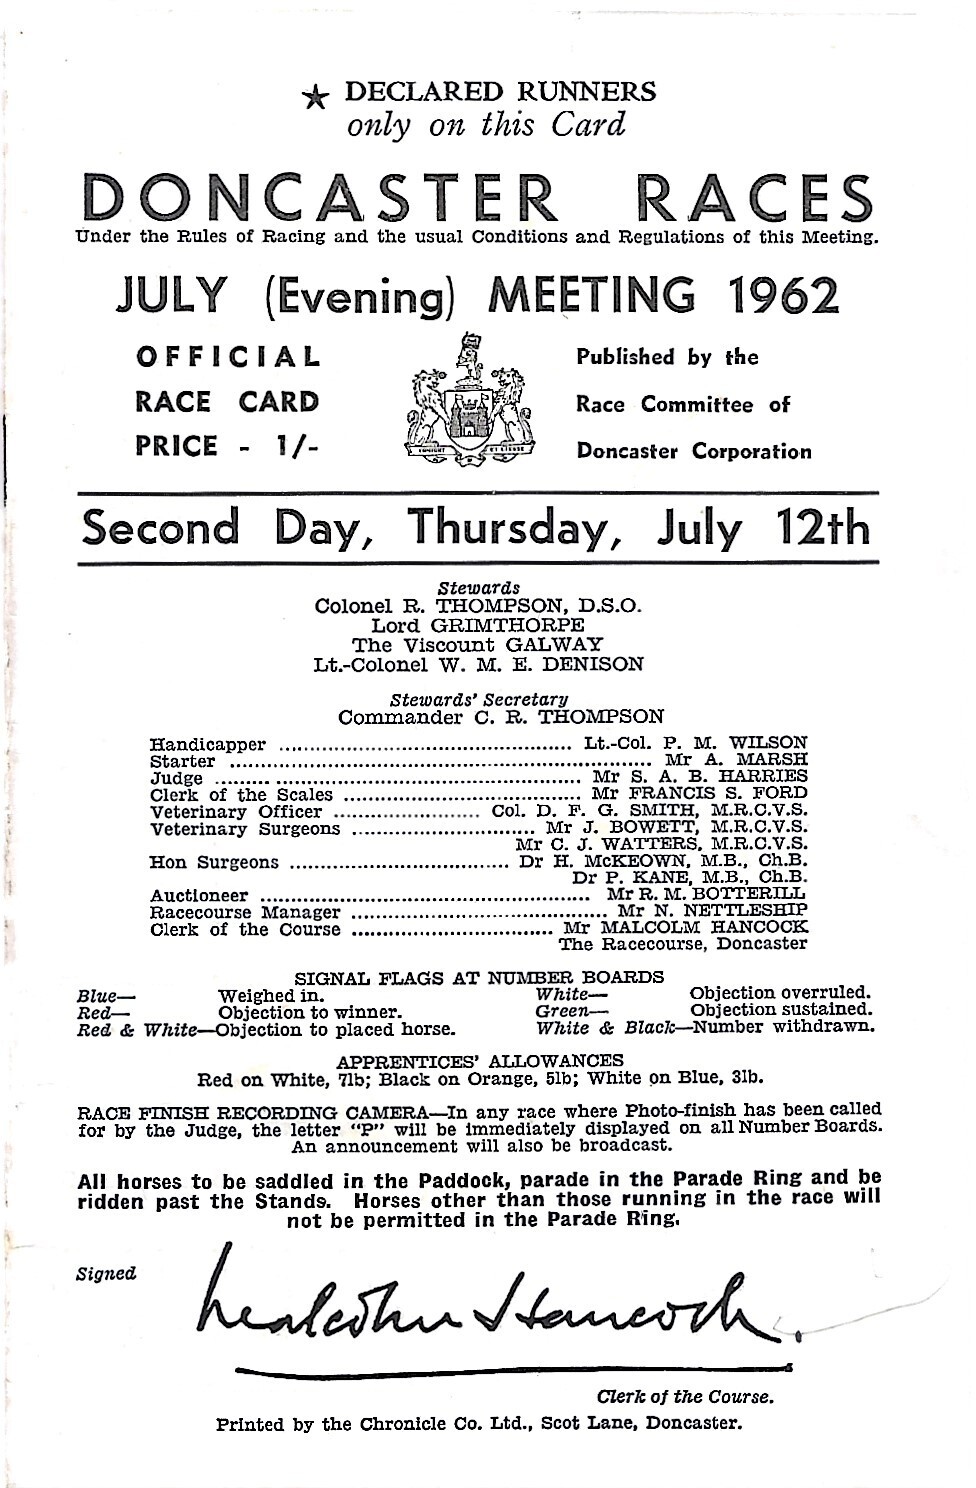 ★ DECLARED RUNNERS
only on this Card
DONCASTER RACES
Under the Rules of Racing and the usual Conditions and Regulations of this Meeting.
JULY (Evening) MEETING 1962
OFFICIAL
RACE CARD
PRICE - 1/-
Published by the
Race Committee of
Doncaster Corporation
Second Day, Thursday, July 12th
Stewards
Colonel R. THOMPSON, D.S.O.
Lord GRIMTHORPE
The Viscount GALWAY
Lt.-Colonel W. M. E. DENISON
Stewards' Secretary
Commander C. R. THOMPSON
Handicapper ................................................ Lt.-Col. P. M. WILSON
Starter ...................................................................... Mr A. MARSH
Judge ........ .................................................. Mr S. A. B. HARRIES
Clerk of the Scales ....................................... Mr FRANCIS S. FORD
Veterinary Officer ........................ Col. D. F. G. SMITH, M.R.C.V.S.
Veterinary Surgeons .............................. Mr J. BOWETT, M.R.C.V.S.
Mr C. J. WATTERS, M.R.C.V.S.
Hon Surgeons .................................... Dr H. McKEOWN, M.B., Ch.B.
Dr P. KANE, M.B., Ch.B.
Auctioneer ...................................................... Mr R. M. BOTTERILL
Racecourse Manager .......................................... Mr N. NETTLESHIP
Clerk of the Course ................................. Mr MALCOLM HANCOCK
The Racecourse, Doncaster
SIGNAL FLAGS AT NUMBER BOARDS
Blue— Weighed in. White— Objection overruled.
Red— Objection to winner. Green— Objection sustained.
Red & White—Objection to placed horse. White & Black—Number withdrawn.
APPRENTICES' ALLOWANCES
Red on White, 7lb; Black on Orange, 5lb; White on Blue, 3lb.
RACE FINISH RECORDING CAMERA—In any race where Photo-finish has been called
for by the Judge, the letter "P" will be immediately displayed on all Number Boards.
An announcement will also be broadcast.
All horses to be saddled in the Paddock, parade in the Parade Ring and be
ridden past the Stands. Horses other than those running in the race will
not be permitted in the Parade Ring.
Signed
Malcolm Hancock.
Clerk of the Course.
Printed by the Chronicle Co. Ltd., Scot Lane, Doncaster.